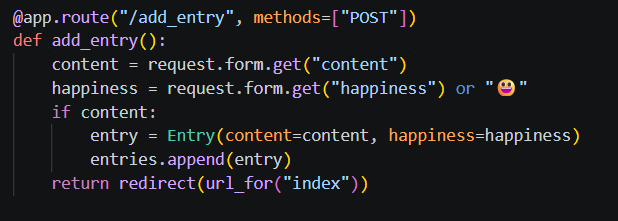 @app.route("/add_entry", methods=["POST"])
def add_entry():
    content = request.form.get("content")
    happiness = request.form.get("happiness") or "😃"
    if content:
        entry = Entry(content=content, happiness=happiness)
        entries.append(entry)
    return redirect(url_for("index"))